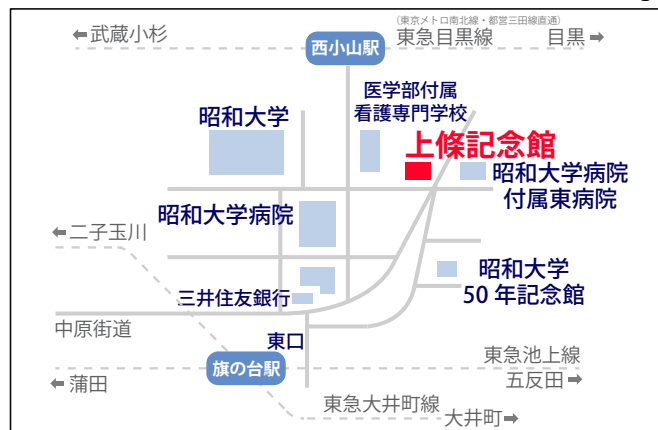 (東京メトロ南北線・都営三田線直通)
←武蔵小杉
西小山駅
東急目黒線
目黒→
医学部付属
看護専門学校
昭和大学
上條記念館
昭和大学病院
付属東病院
昭和大学病院
←二子玉川
昭和大学
50年記念館
三井住友銀行
中原街道
東口
東急池上線
旗の台駅
←蒲田
五反田→
東急大井町線
大井町→